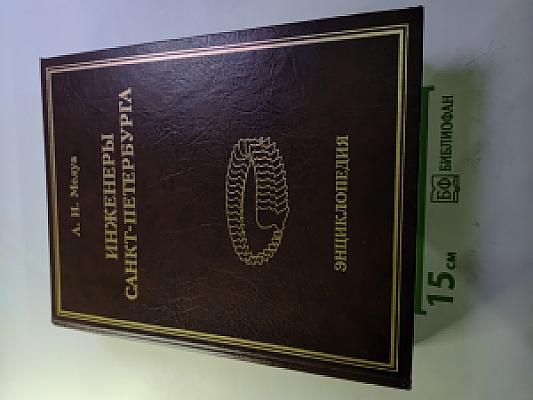 А. И. Мелуа
ИНЖЕНЕРЫ
САНКТ-ПЕТЕРБУРГА
ЭНЦИКЛОПЕДИЯ
БФ БИБЛИОФАН
15 см